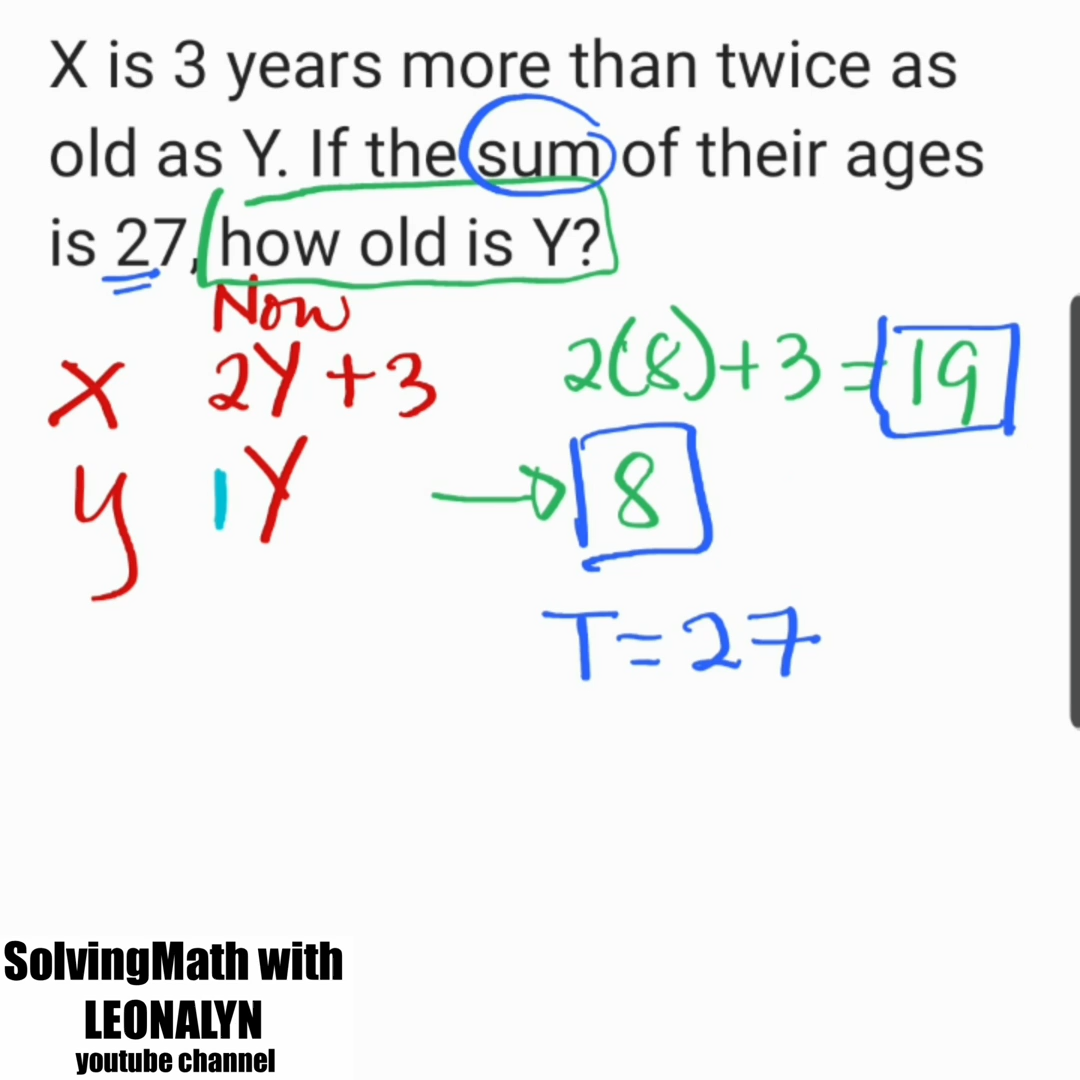 X is 3 years more than twice as
old as Y. If the sum of their ages
is 27, how old is Y?
Now
X 2Y + 3 2(8) + 3 = 19
y 1Y 8
T = 27
SolvingMath with
LEONALYN
youtube channel